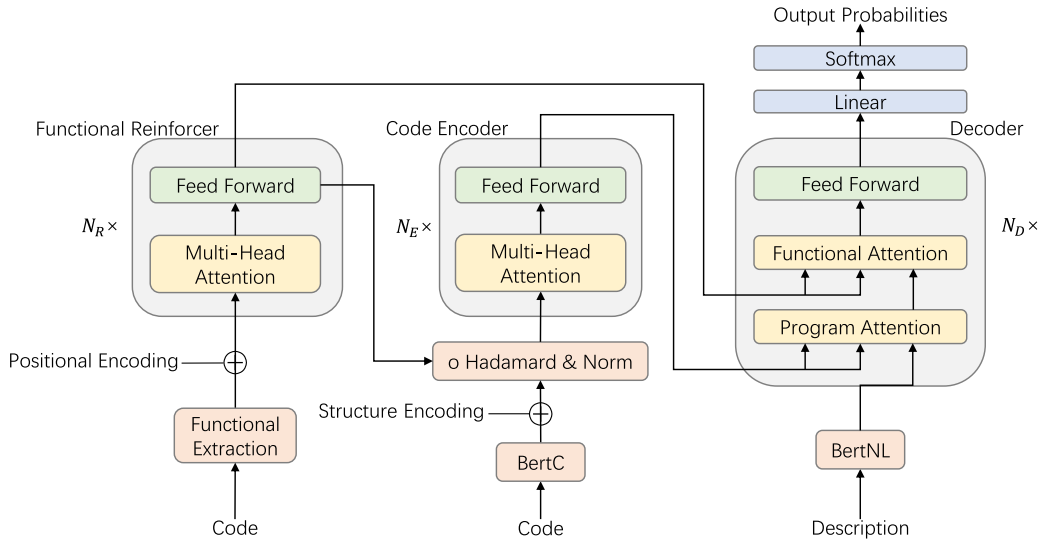 Output Probabilities
Softmax
Linear
Functional Reinforcer
Code Encoder
Decoder
Feed Forward
Feed Forward
Feed Forward
N_R ×
N_E ×
N_D ×
Multi-Head
Attention
Multi-Head
Attention
Functional Attention
Program Attention
Positional Encoding
o Hadamard & Norm
Structure Encoding
Functional
Extraction
BertC
BertNL
Code
Code
Description